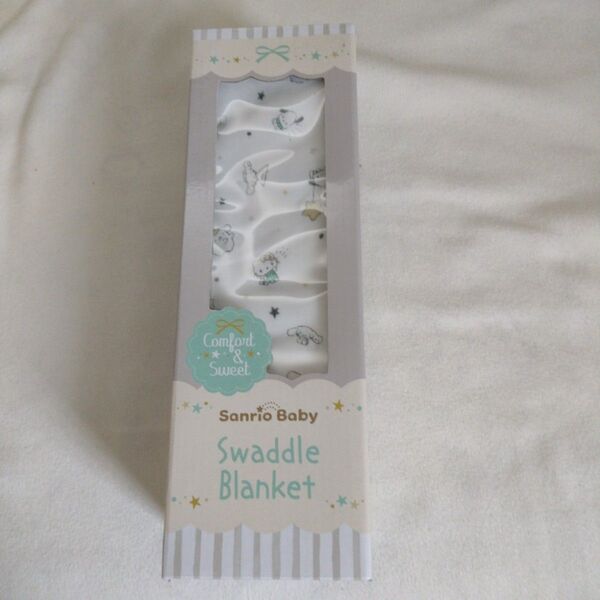 Comfort
&
Sweet
Sanrio Baby
Swaddle
Blanket